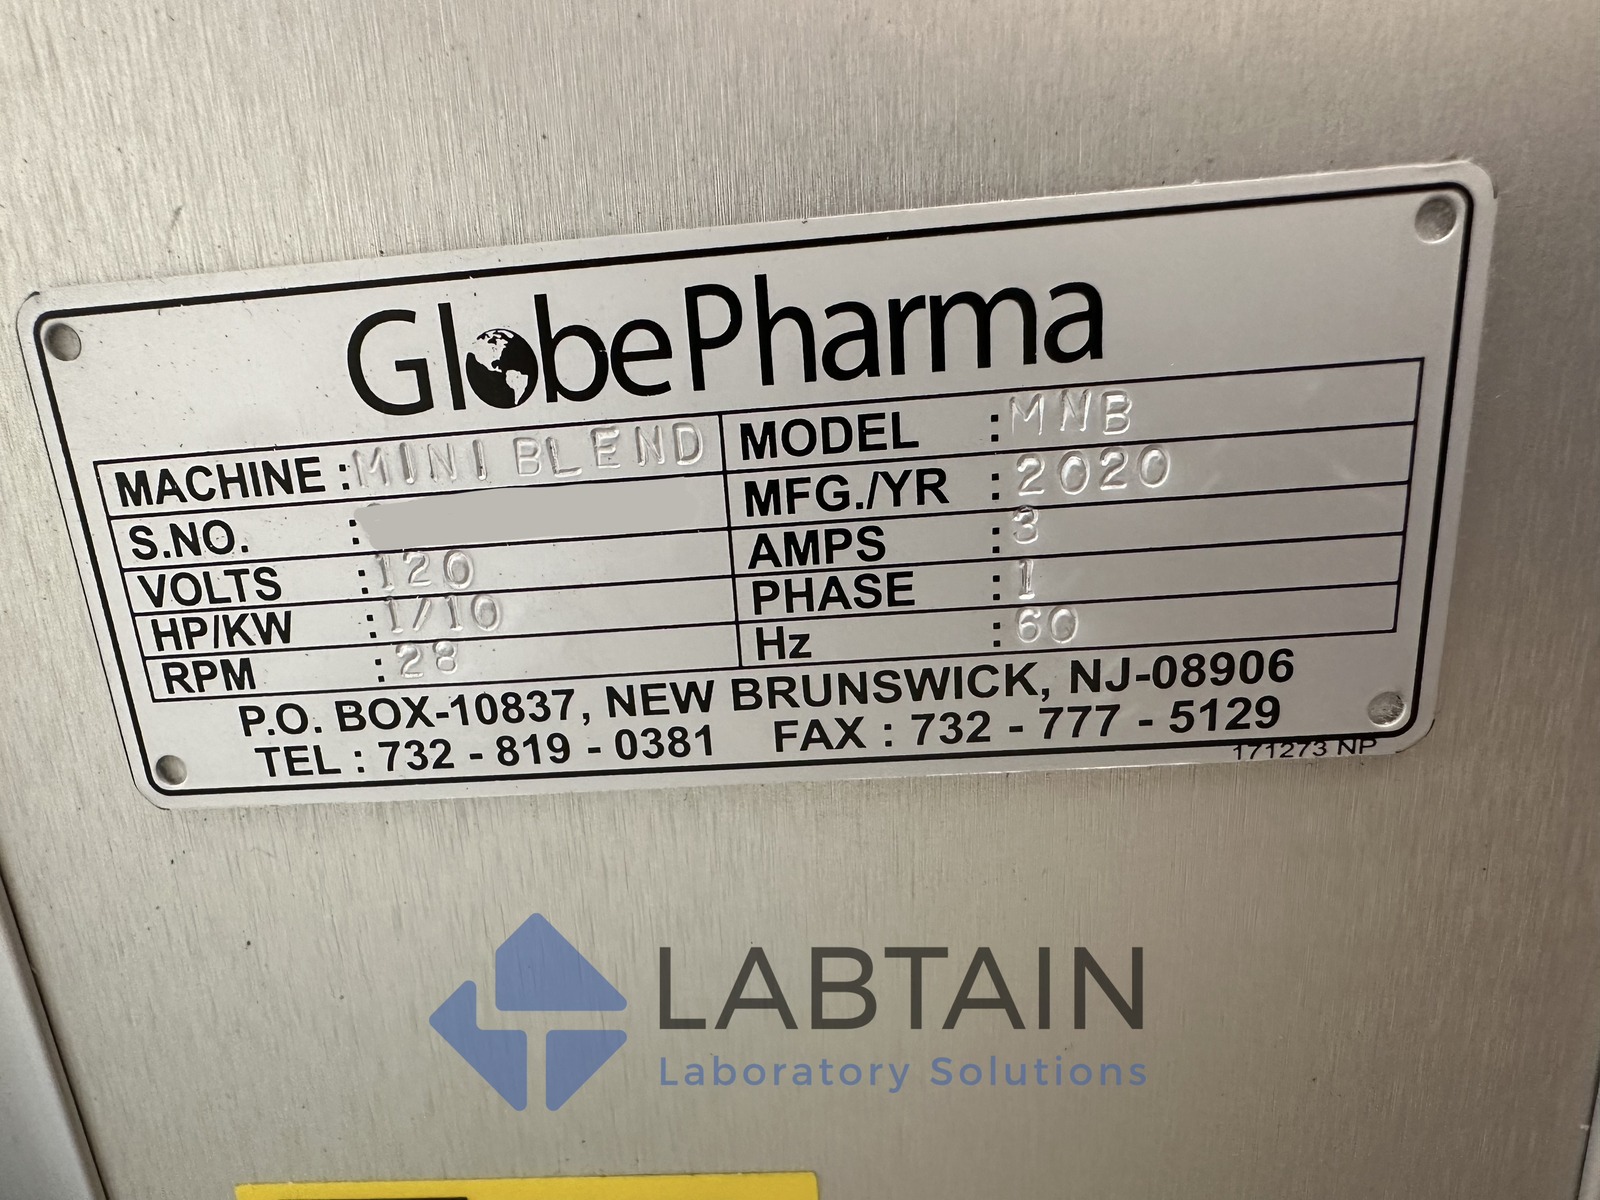 GlobePharma
MACHINE : MINI BLEND MODEL : MNB
S.NO. : MFG./YR : 2020
VOLTS : 120 AMPS : 3
HP/KW : 1/10 PHASE : 1
RPM : 28 Hz : 60
P.O. BOX-10837, NEW BRUNSWICK, NJ-08906
TEL : 732 - 819 - 0381 FAX : 732 - 777 - 5129
171273 NP
LABTAIN
Laboratory Solutions